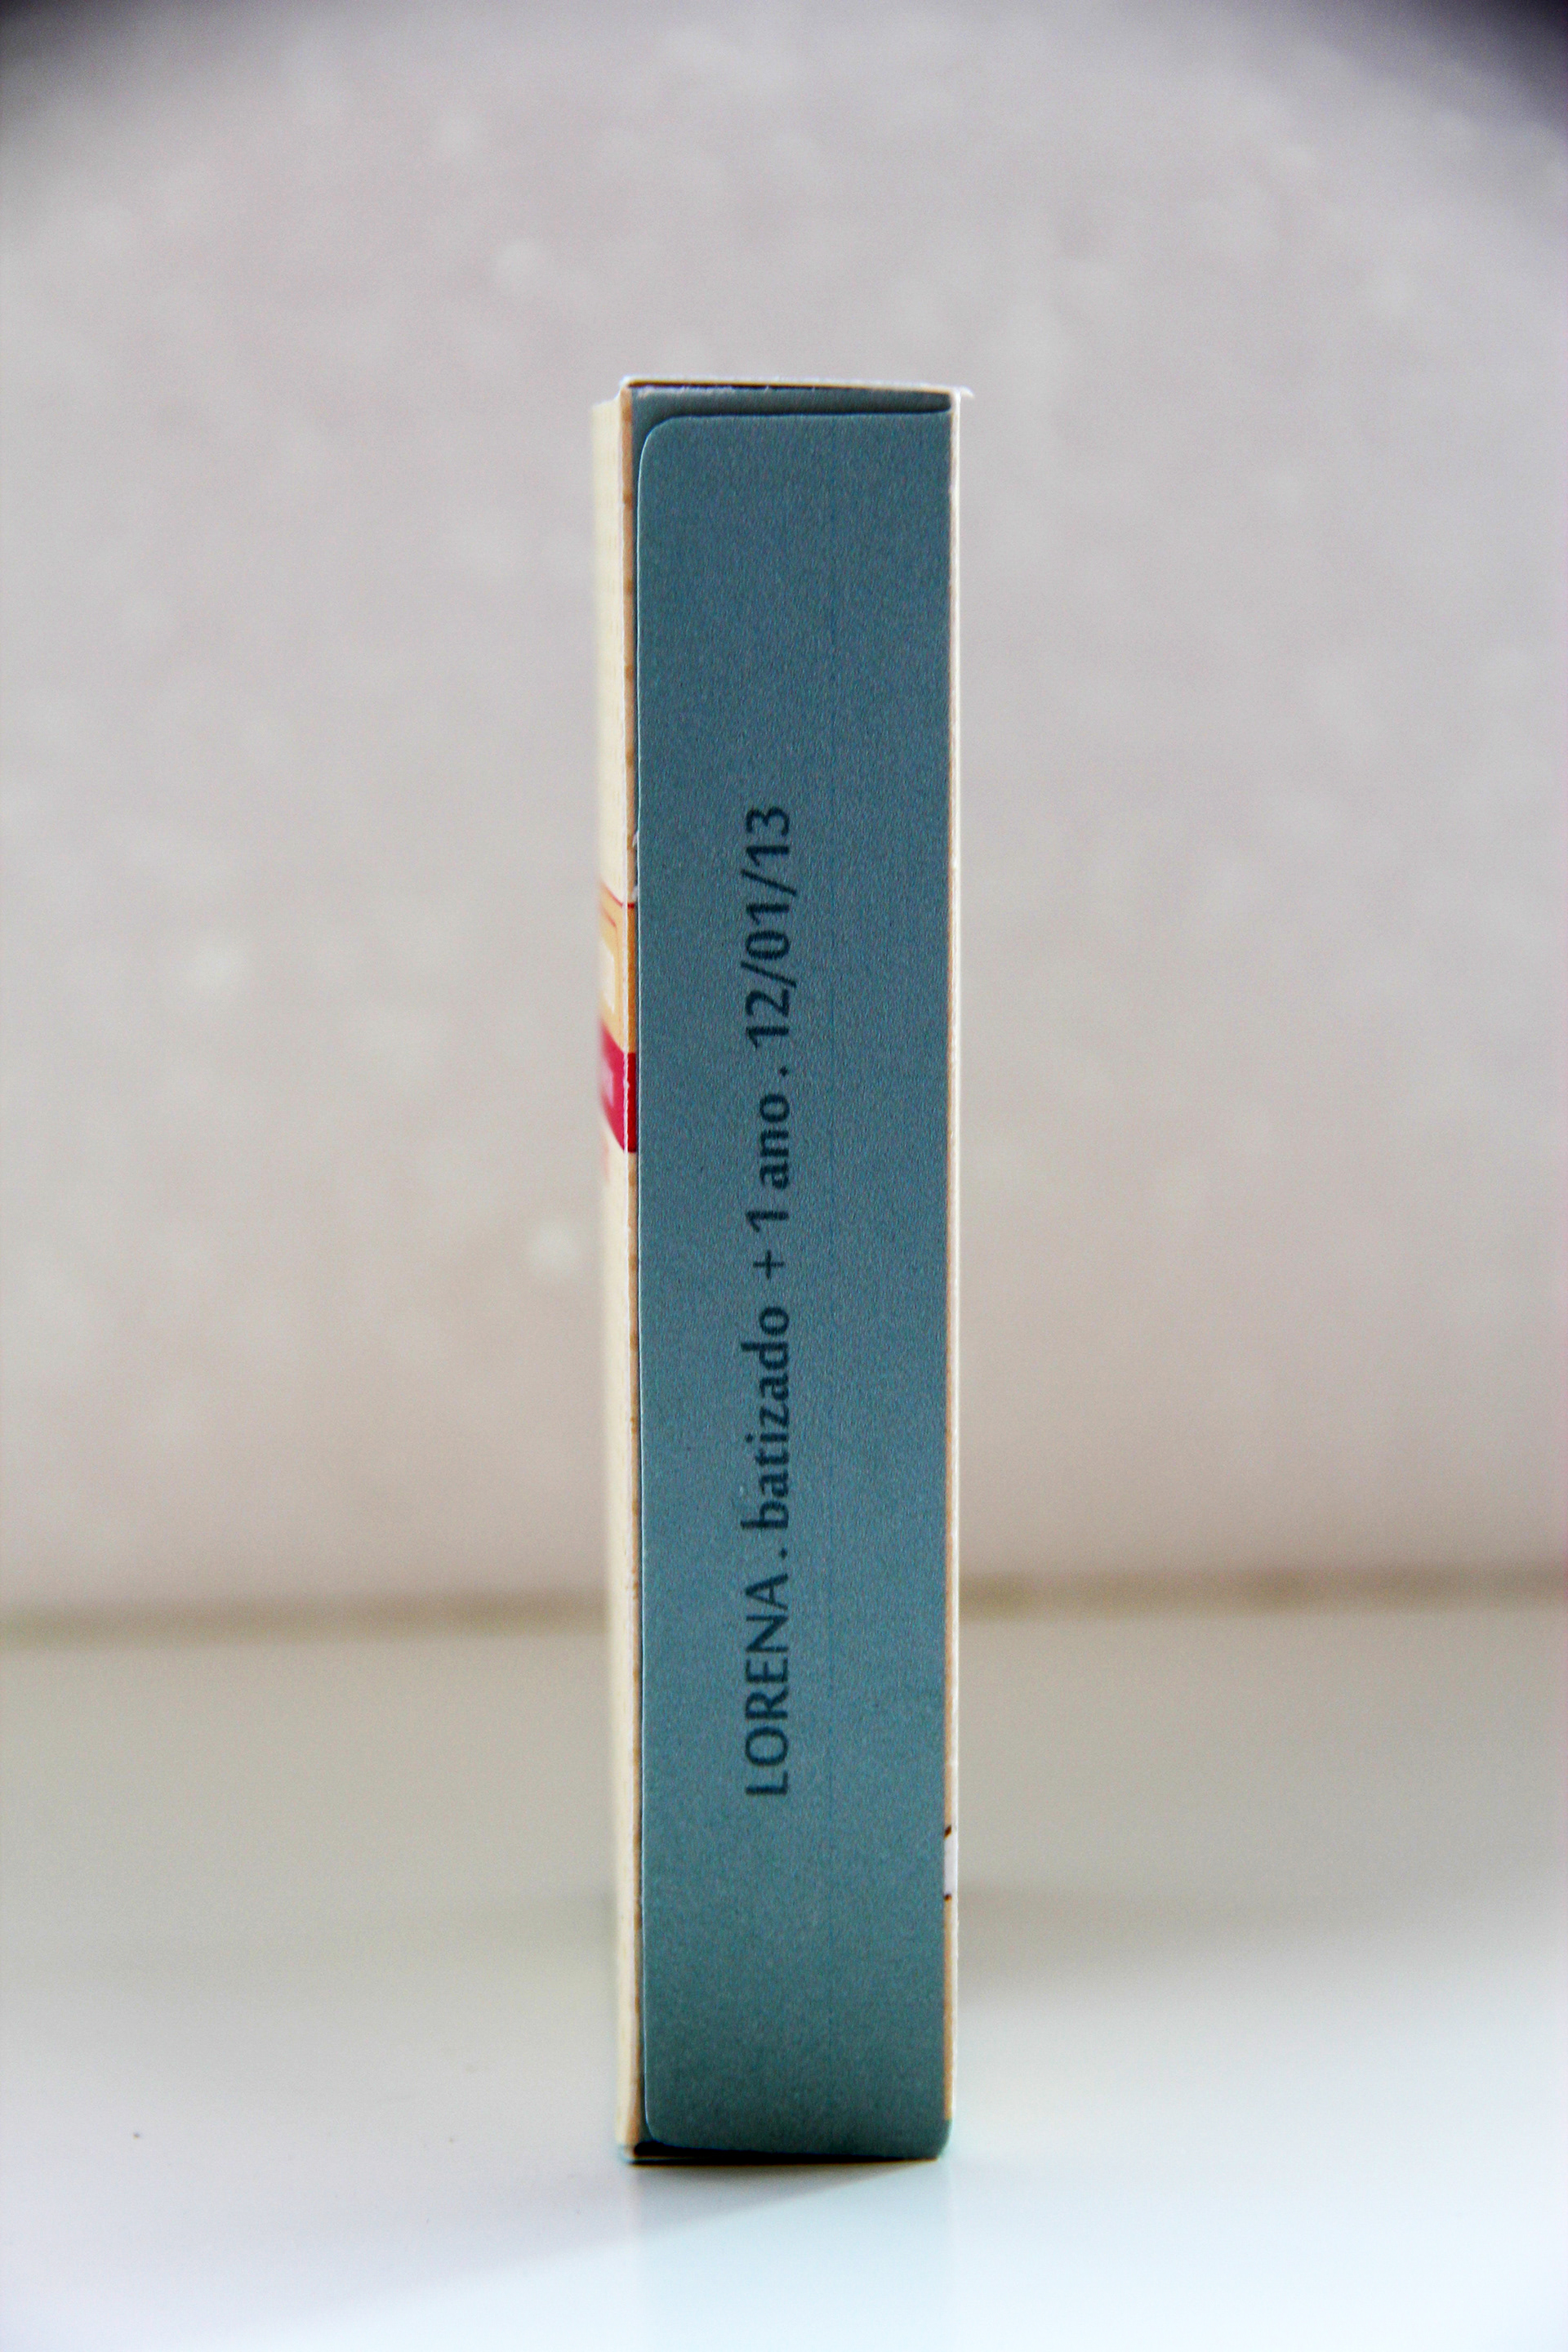 LORENA . batizado + 1 ano . 12/01/13